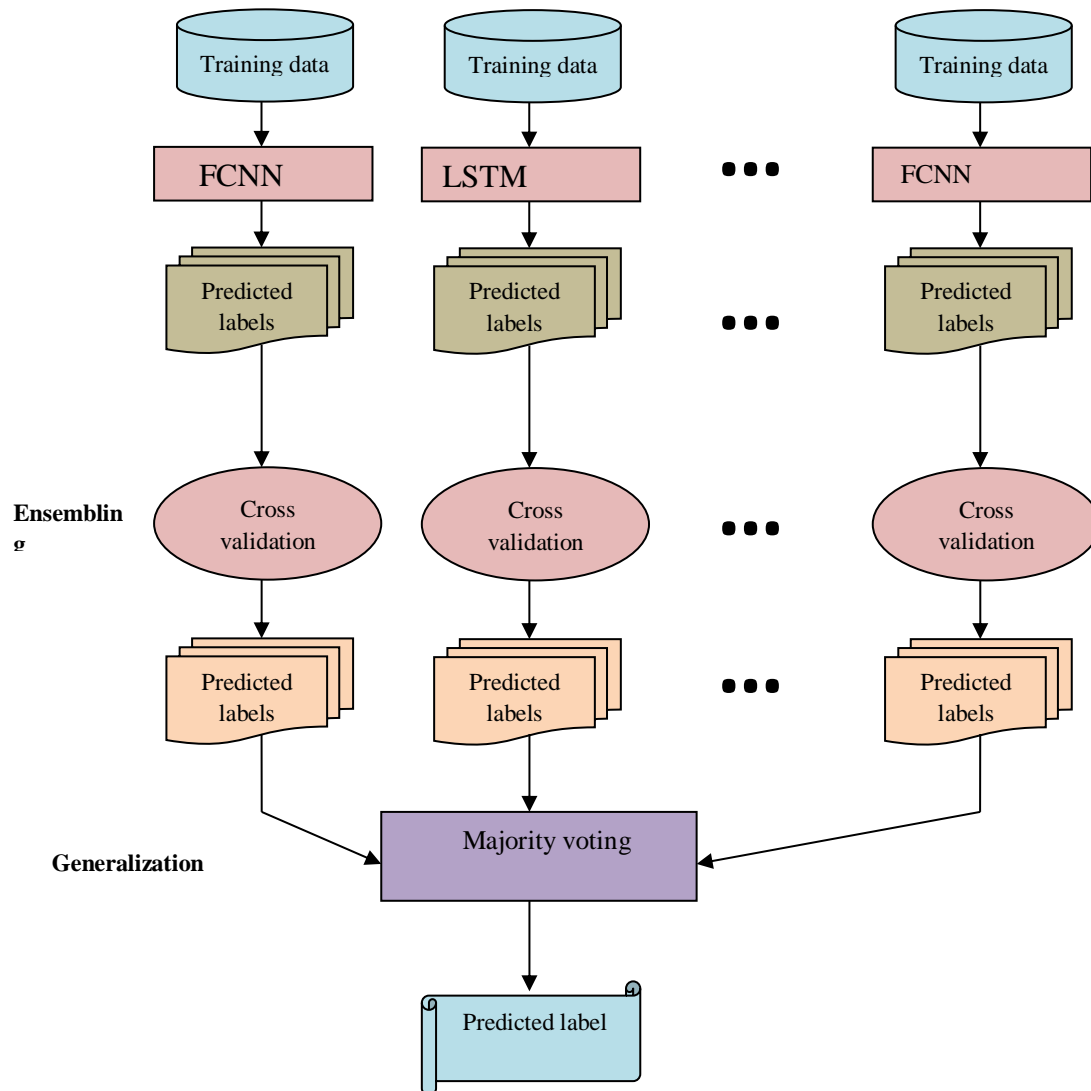 Training data
Training data
Training data
FCNN
LSTM
FCNN
Predicted
labels
Predicted
labels
Predicted
labels
Ensemblin
g
Cross
validation
Cross
validation
Cross
validation
Predicted
labels
Predicted
labels
Predicted
labels
Majority voting
Generalization
Predicted label